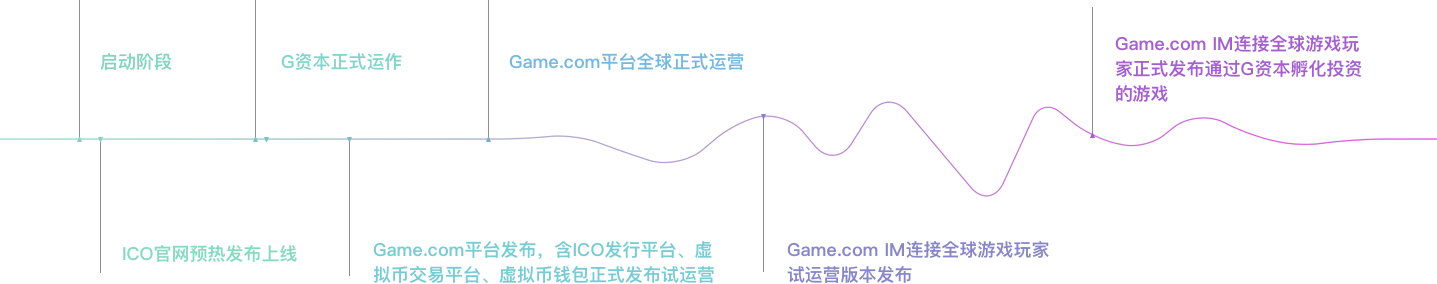 启动阶段
G资本正式运作
Game.com平台全球正式运营
Game.com IM连接全球游戏玩
家正式发布通过G资本孵化投资
的游戏
ICO官网预热发布上线
Game.com平台发布，含ICO发行平台、虚
拟币交易平台、虚拟币钱包正式发布试运营
Game.com IM连接全球游戏玩家
试运营版本发布